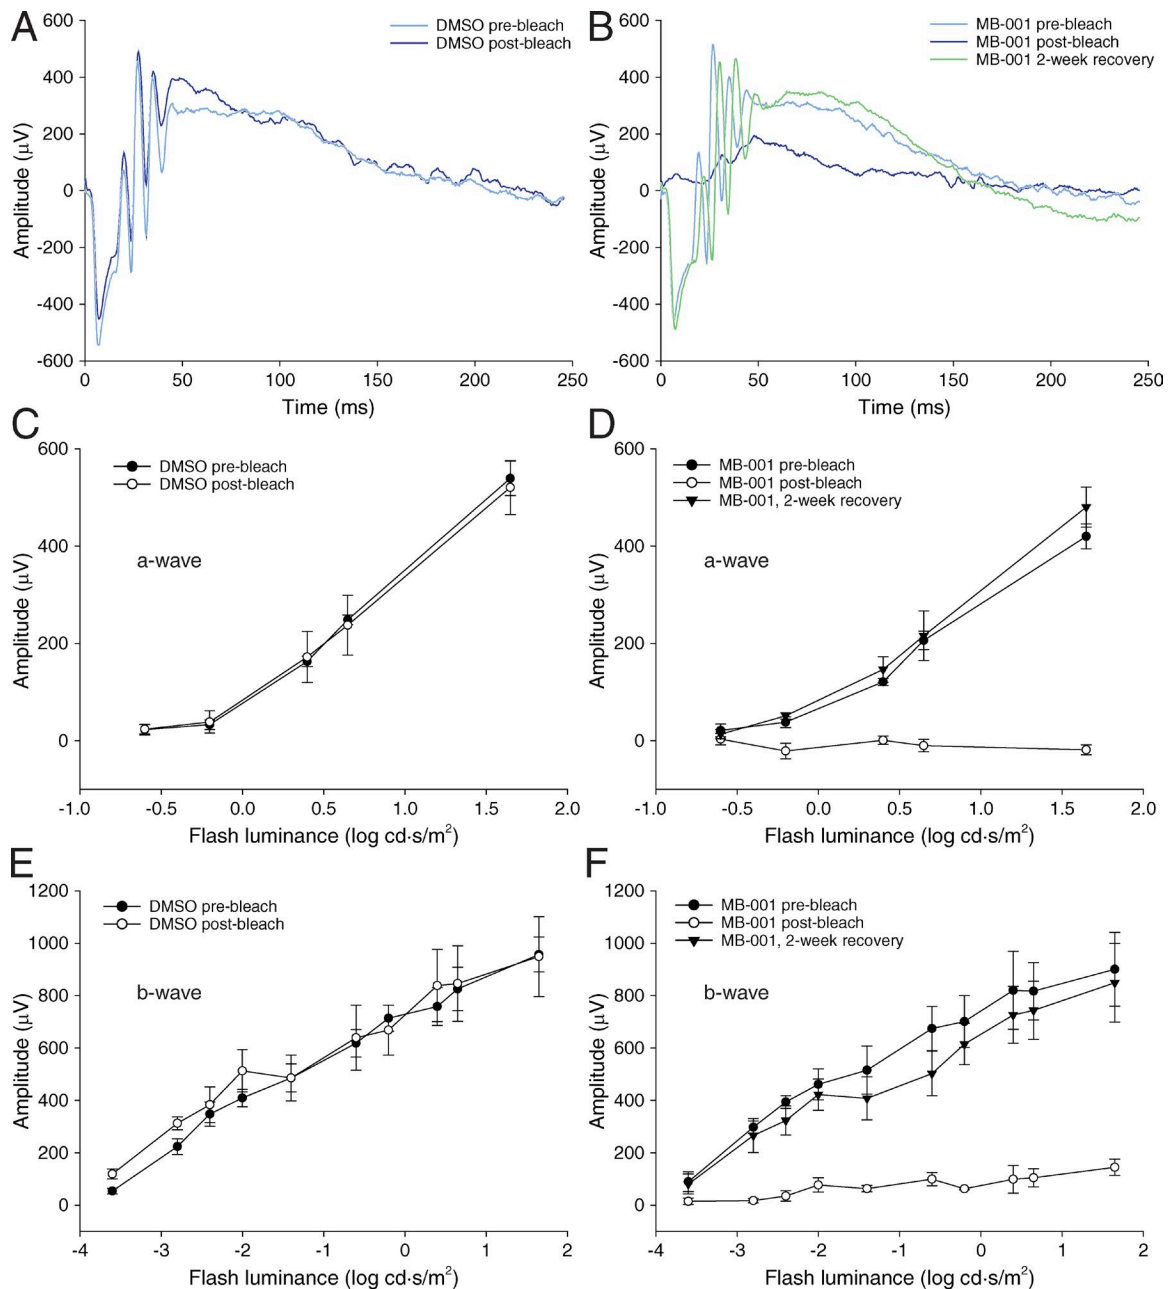 A
DMSO pre-bleach
DMSO post-bleach
600
400
200
0
-200
-400
-600
Amplitude (μV)
0 50 100 150 200 250
Time (ms)
B
MB-001 pre-bleach
MB-001 post-bleach
MB-001 2-week recovery
600
400
200
0
-200
-400
-600
Amplitude (μV)
0 50 100 150 200 250
Time (ms)
C
DMSO pre-bleach
DMSO post-bleach
a-wave
600
400
200
0
Amplitude (μV)
-1.0 -0.5 0.0 0.5 1.0 1.5 2.0
Flash luminance (log cd·s/m²)
D
MB-001 pre-bleach
MB-001 post-bleach
MB-001, 2-week recovery
a-wave
600
400
200
0
Amplitude (μV)
-1.0 -0.5 0.0 0.5 1.0 1.5 2.0
Flash luminance (log cd·s/m²)
E
DMSO pre-bleach
DMSO post-bleach
b-wave
1200
1000
800
600
400
200
0
Amplitude (μV)
-4 -3 -2 -1 0 1 2
Flash luminance (log cd·s/m²)
F
MB-001 pre-bleach
MB-001 post-bleach
MB-001, 2-week recovery
b-wave
1200
1000
800
600
400
200
0
Amplitude (μV)
-4 -3 -2 -1 0 1 2
Flash luminance (log cd·s/m²)